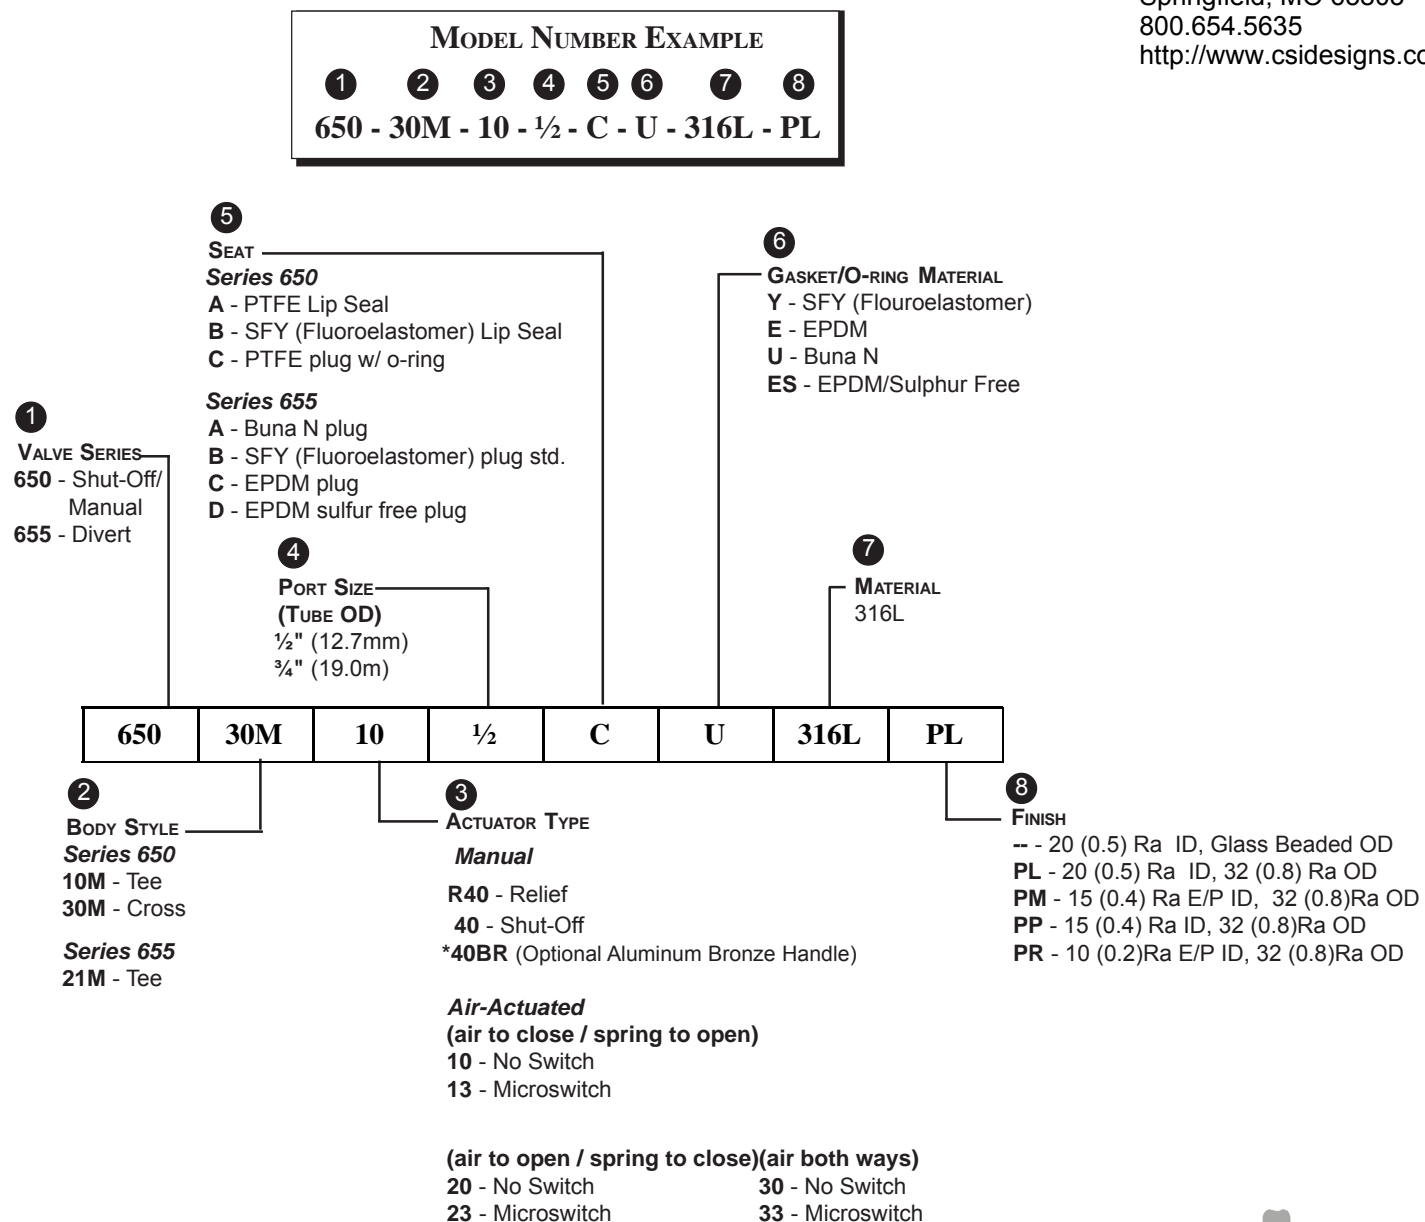 800.654.5635
MODEL NUMBER EXAMPLE
1 2 3 4 5 6 7 8
650 - 30M - 10 - ½ - C - U - 316L - PL
5
SEAT
Series 650
A - PTFE Lip Seal
B - SFY (Fluoroelastomer) Lip Seal
C - PTFE plug w/ o-ring
Series 655
A - Buna N plug
B - SFY (Fluoroelastomer) plug std.
C - EPDM plug
D - EPDM sulfur free plug
6
GASKET/O-RING MATERIAL
Y - SFY (Flouroelastomer)
E - EPDM
U - Buna N
ES - EPDM/Sulphur Free
1
VALVE SERIES
650 - Shut-Off/
Manual
655 - Divert
4
PORT SIZE
(TUBE OD)
½" (12.7mm)
¾" (19.0m)
7
MATERIAL
316L
650 30M 10 ½ C U 316L PL
2
BODY STYLE
Series 650
10M - Tee
30M - Cross
Series 655
21M - Tee
3
ACTUATOR TYPE
Manual
R40 - Relief
40 - Shut-Off
*40BR (Optional Aluminum Bronze Handle)
Air-Actuated
(air to close / spring to open)
10 - No Switch
13 - Microswitch
(air to open / spring to close)
20 - No Switch
23 - Microswitch
(air both ways)
30 - No Switch
33 - Microswitch
8
FINISH
-- - 20 (0.5) Ra ID, Glass Beaded OD
PL - 20 (0.5) Ra ID, 32 (0.8) Ra OD
PM - 15 (0.4) Ra E/P ID, 32 (0.8)Ra OD
PP - 15 (0.4) Ra ID, 32 (0.8)Ra OD
PR - 10 (0.2)Ra E/P ID, 32 (0.8)Ra OD